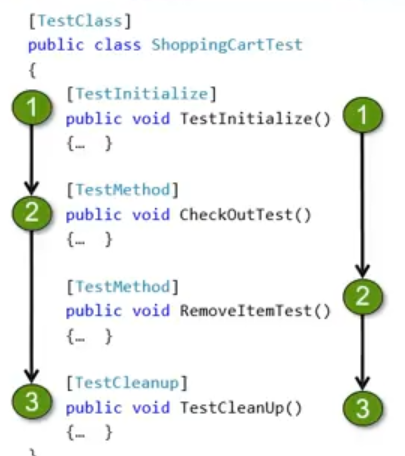 [TestClass]
public class ShoppingCartTest
{
1 [TestInitialize] 1
public void TestInitialize()
{… }
[TestMethod]
2 public void CheckOutTest()
{… }
[TestMethod] 2
public void RemoveItemTest()
{… }
[TestCleanup]
3 public void TestCleanUp() 3
{… }
}